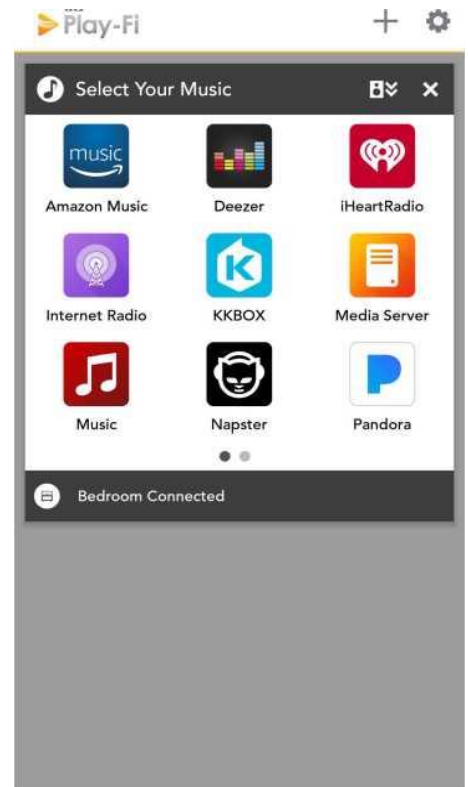 Play-Fi
Select Your Music
music
Amazon Music Deezer iHeartRadio
Internet Radio KKBOX Media Server
Music Napster Pandora
Bedroom Connected